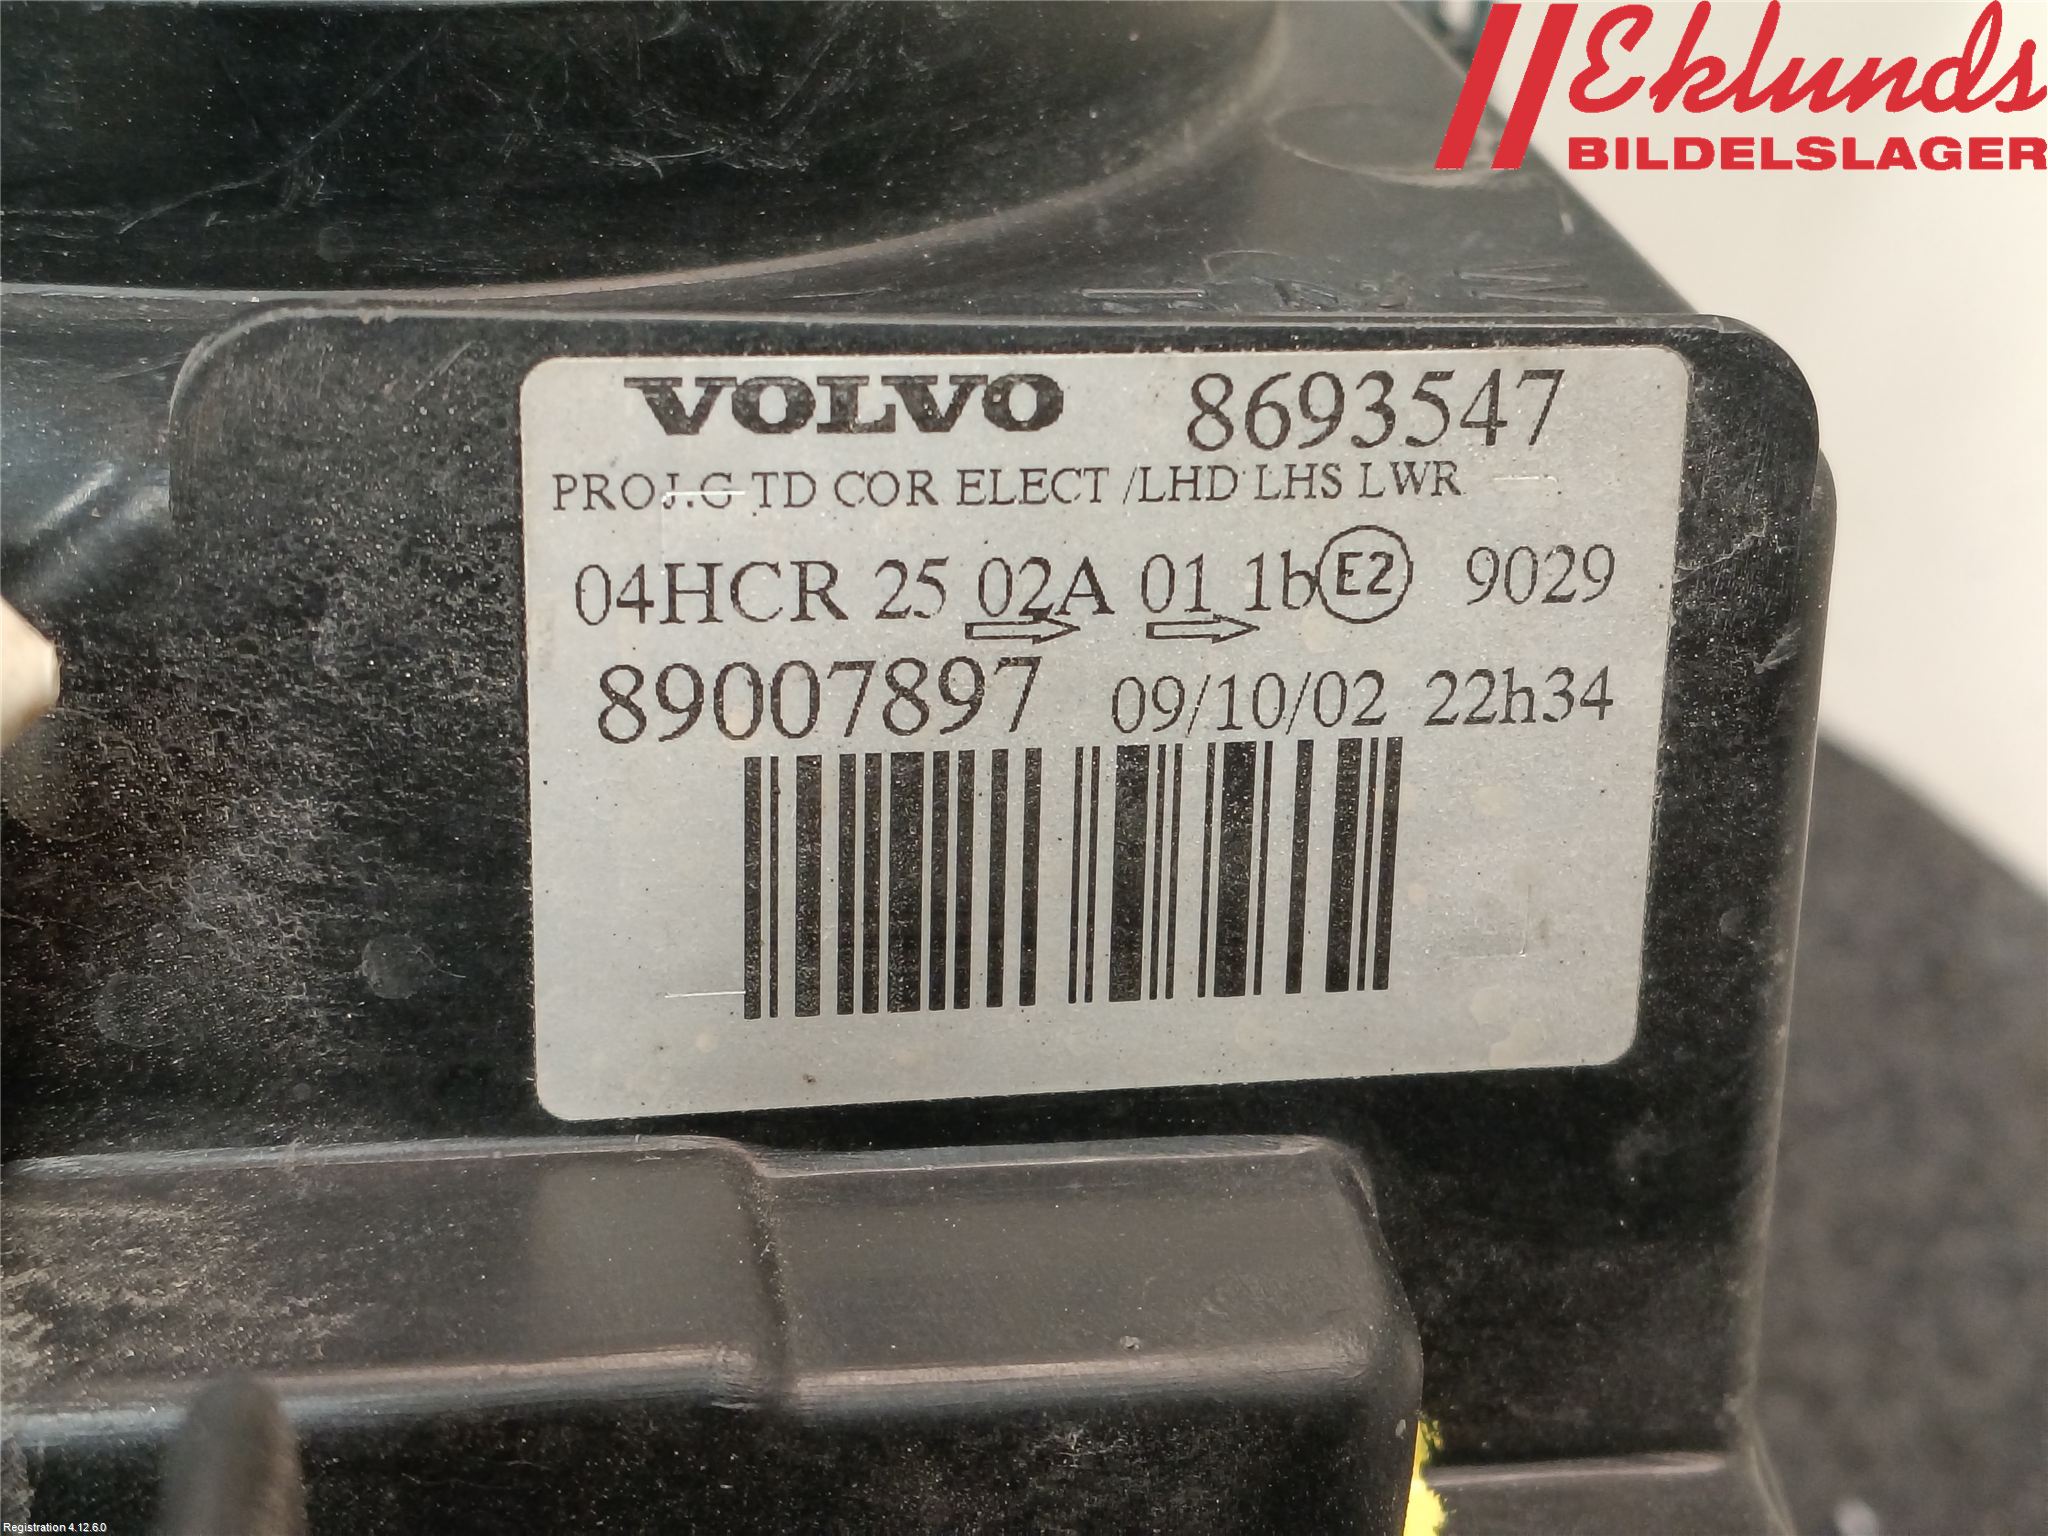 Eklunds
BILDELSLAGER
VOLVO 8693547
PROJ.G TD COR ELECT /LHD LHS LWR
04HCR 25 02A 01 1b E2 9029
89007897 09/10/02 22h34
Registration 4.12.6.0